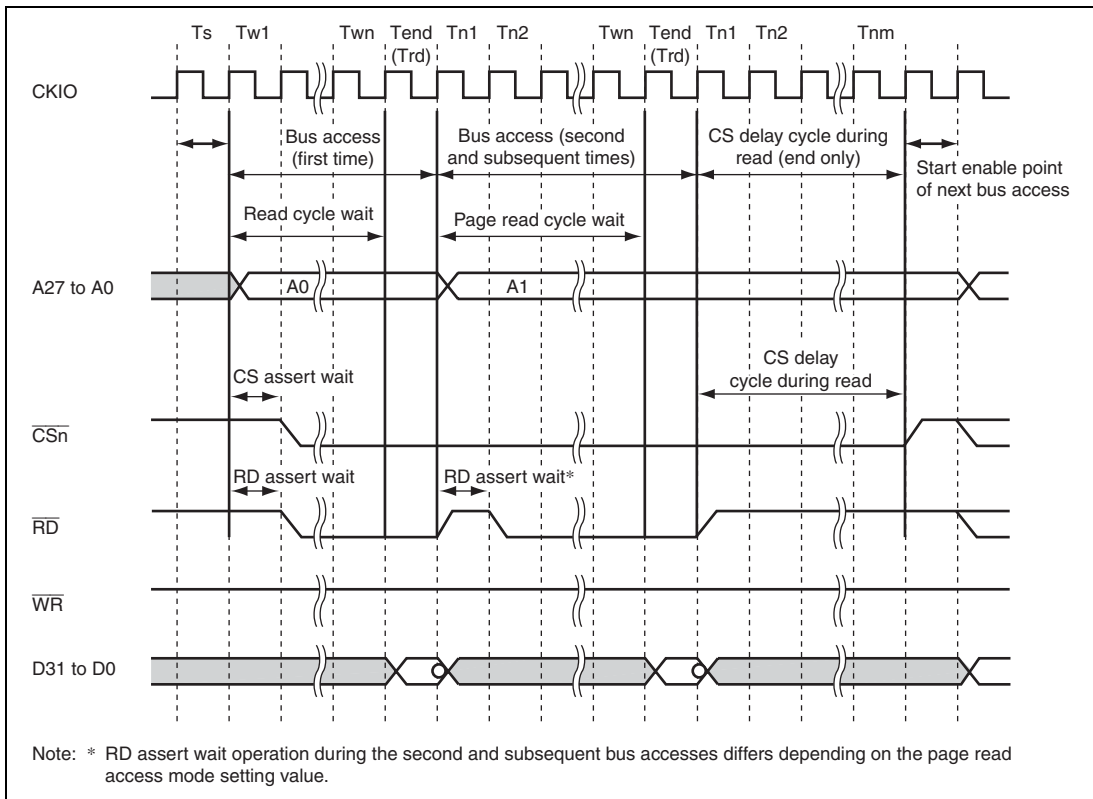 Ts Tw1 Twn Tend Tn1 Tn2 Twn Tend Tn1 Tn2 Tnm
(Trd) (Trd)
CKIO
Bus access
(first time)
Bus access (second
and subsequent times)
CS delay cycle during
read (end only)
Start enable point
of next bus access
Read cycle wait
Page read cycle wait
A27 to A0
A0
A1
CS assert wait
CS delay
cycle during read
CSn
RD assert wait
RD assert wait*
RD
WR
D31 to D0
Note: * RD assert wait operation during the second and subsequent bus accesses differs depending on the page read
access mode setting value.